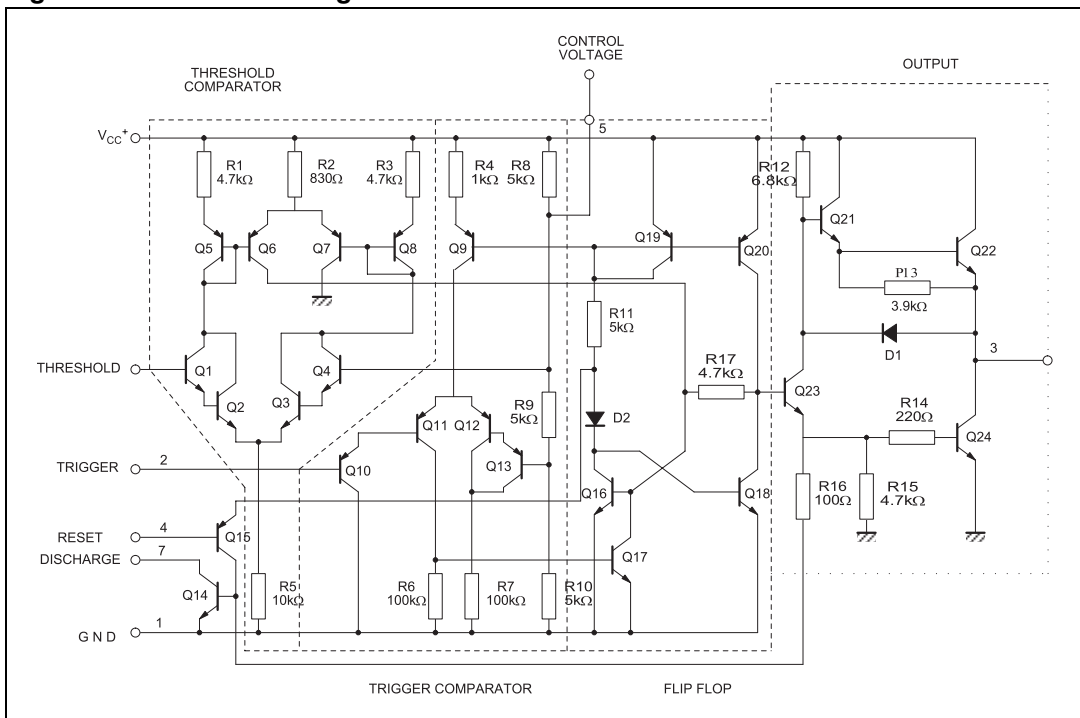 CONTROL
VOLTAGE
OUTPUT
THRESHOLD
COMPARATOR
5
VCC+
R1
4.7kΩ
R2
830Ω
R3
4.7kΩ
R4
1kΩ
R8
5kΩ
R12
6.8kΩ
Q5
Q6
Q7
Q8
Q9
Q19
Q20
Q21
Q22
P13
3.9kΩ
R11
5kΩ
D1
3
THRESHOLD
Q1
Q2
Q3
Q4
R17
4.7kΩ
Q23
R9
5kΩ
D2
R14
220Ω
Q11
Q12
Q24
TRIGGER
2
Q10
Q13
Q16
Q18
R16
100Ω
R15
4.7kΩ
RESET
4
Q15
DISCHARGE
7
Q17
Q14
R5
10kΩ
R6
100kΩ
R7
100kΩ
R10
5kΩ
GND
1
TRIGGER COMPARATOR
FLIP FLOP